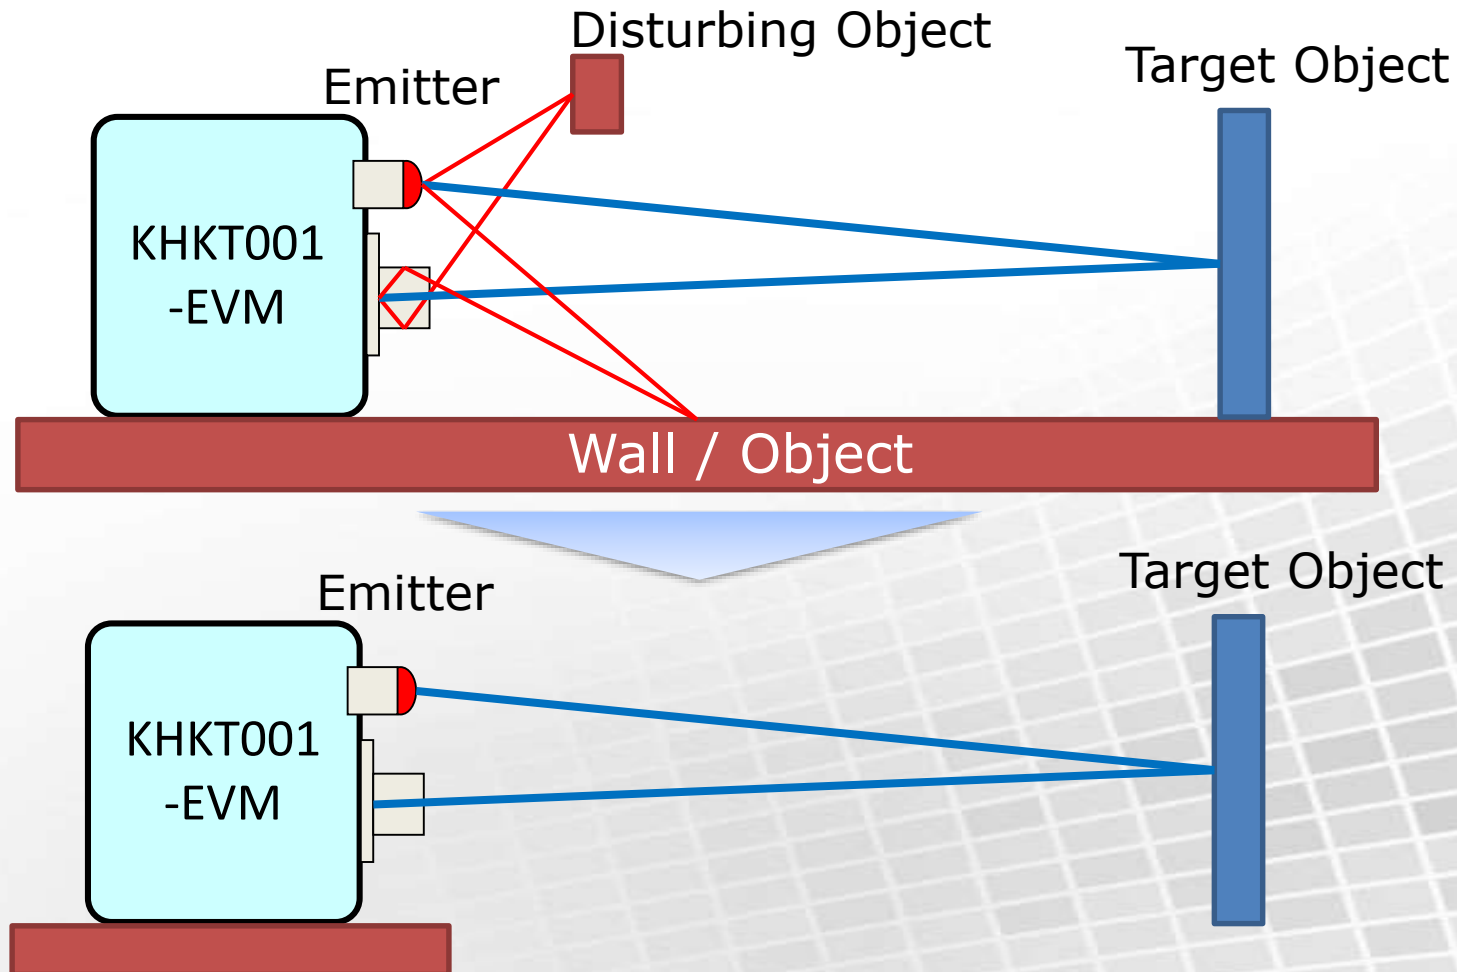 Disturbing Object
Emitter
Target Object
KHKT001
-EVM
Wall / Object
Emitter
Target Object
KHKT001
-EVM